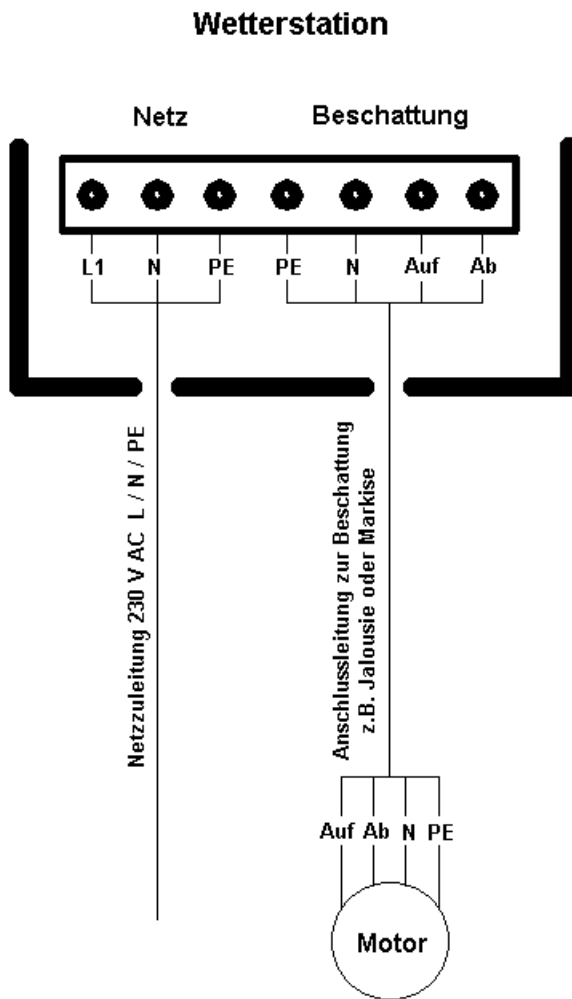 Wetterstation
Netz Beschattung
L1 N PE PE N Auf Ab
Netzzuleitung 230 V AC L / N / PE
Anschlussleitung zur Beschattung
z.B. Jalousie oder Markise
Auf Ab N PE
Motor